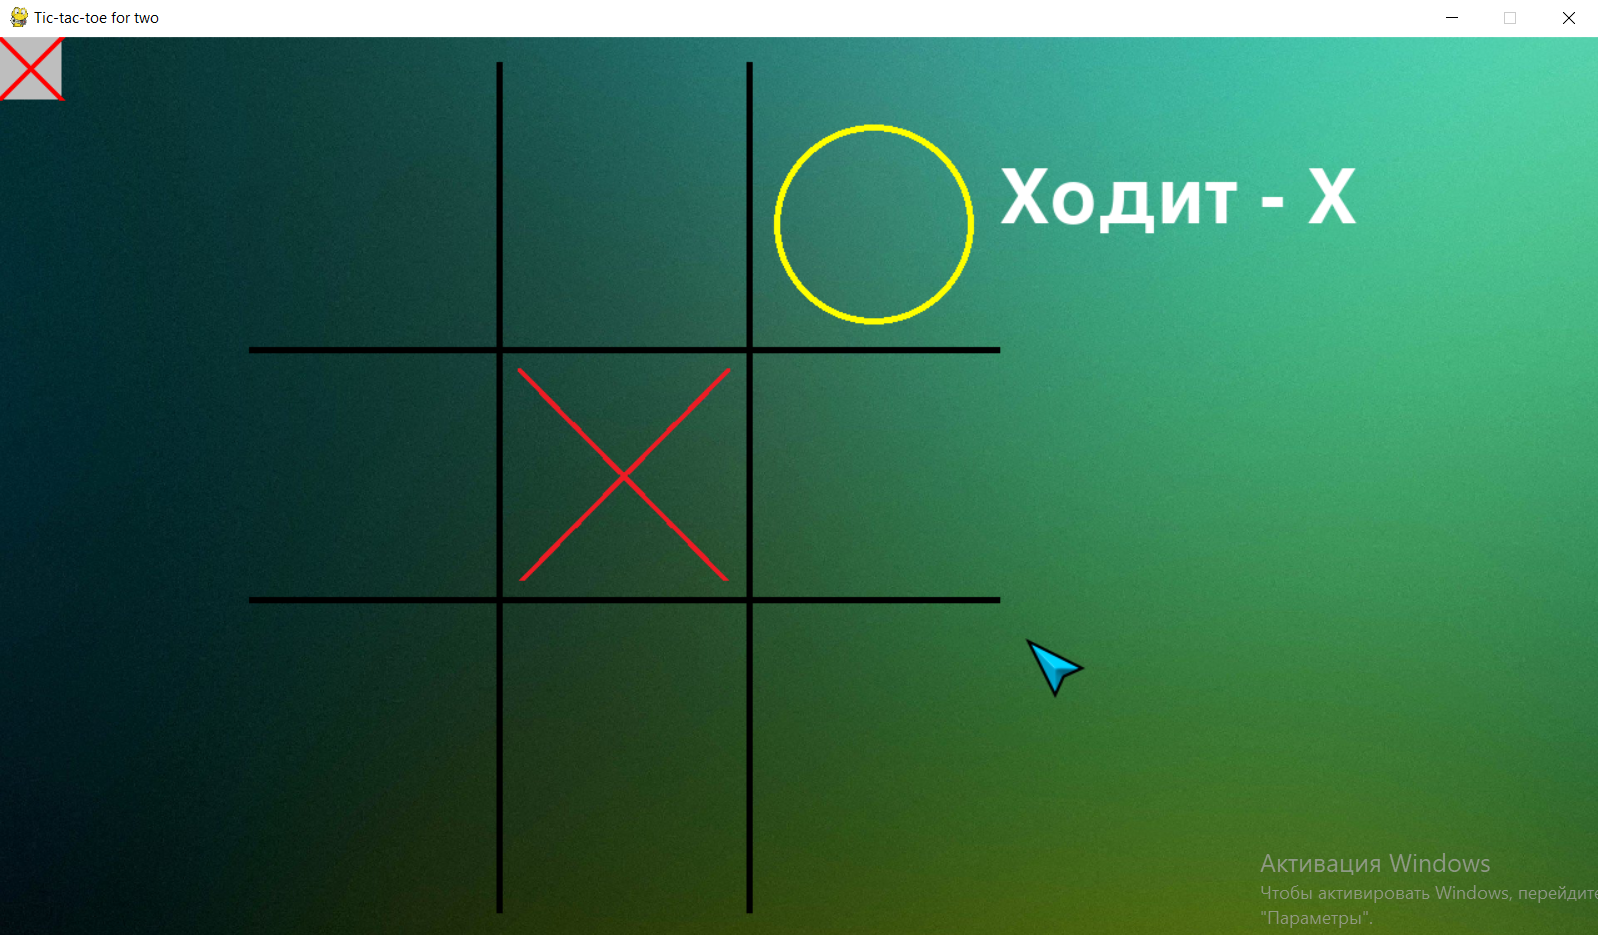 Tic-tac-toe for two
Ходит - X
Активация Windows
Чтобы активировать Windows, перейдите
"Параметры".